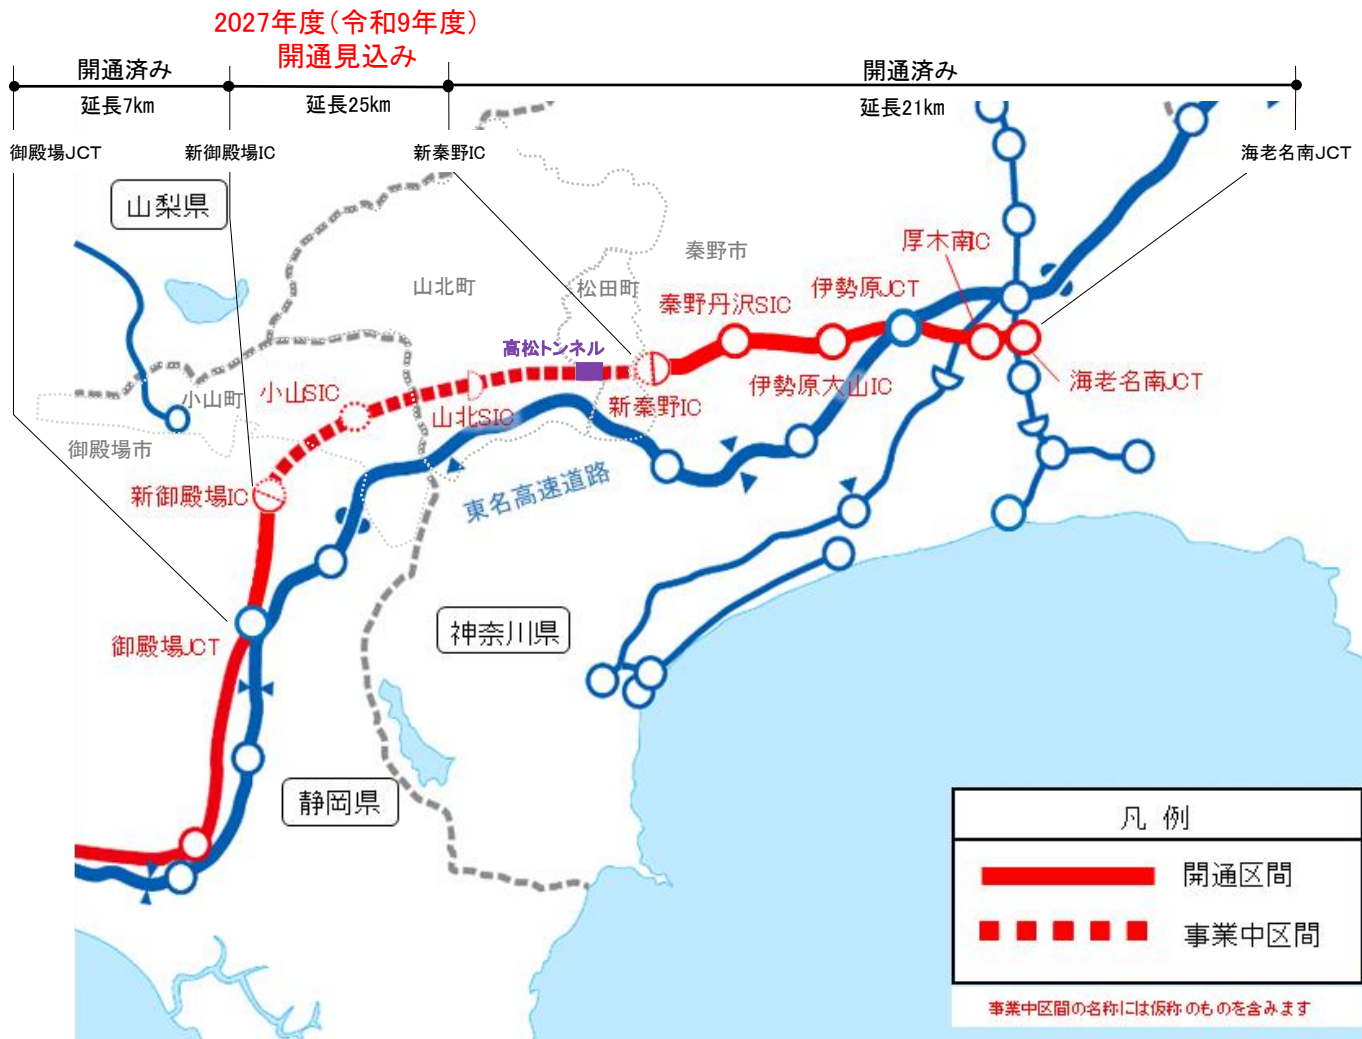 2027年度(令和9年度)
開通見込み
開通済み
開通済み
延長7km
延長25km
延長21km
御殿場JCT
新御殿場IC
新秦野IC
海老名南JCT
山梨県
秦野市
厚木南IC
山北町
松田町
伊勢原JCT
秦野丹沢SIC
高松トンネル
小山町
小山SIC
山北SIC
新秦野IC
伊勢原大山IC
海老名南JCT
御殿場市
新御殿場IC
東名高速道路
御殿場JCT
神奈川県
静岡県
凡例
開通区間
事業中区間
事業中区間の名称には仮称のものを含みます